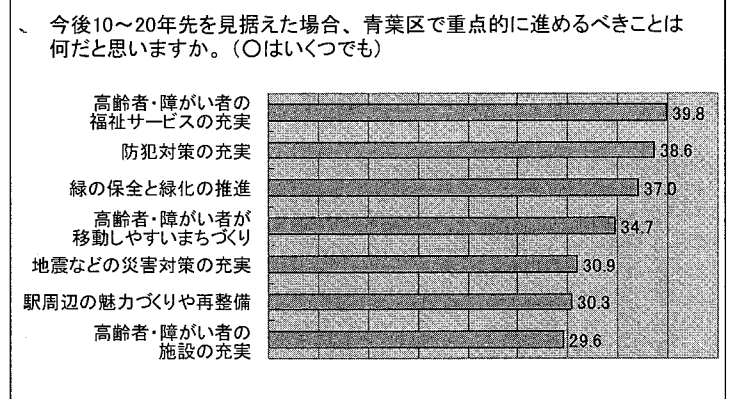 今後10～20年先を見据えた場合、青葉区で重点的に進めるべきことは
何だと思いますか。（〇はいくつでも）
高齢者・障がい者の
福祉サービスの充実
39.8
防犯対策の充実
38.6
緑の保全と緑化の推進
37.0
高齢者・障がい者が
移動しやすいまちづくり
34.7
地震などの災害対策の充実
30.9
駅周辺の魅力づくりや再整備
30.3
高齢者・障がい者の
施設の充実
29.6